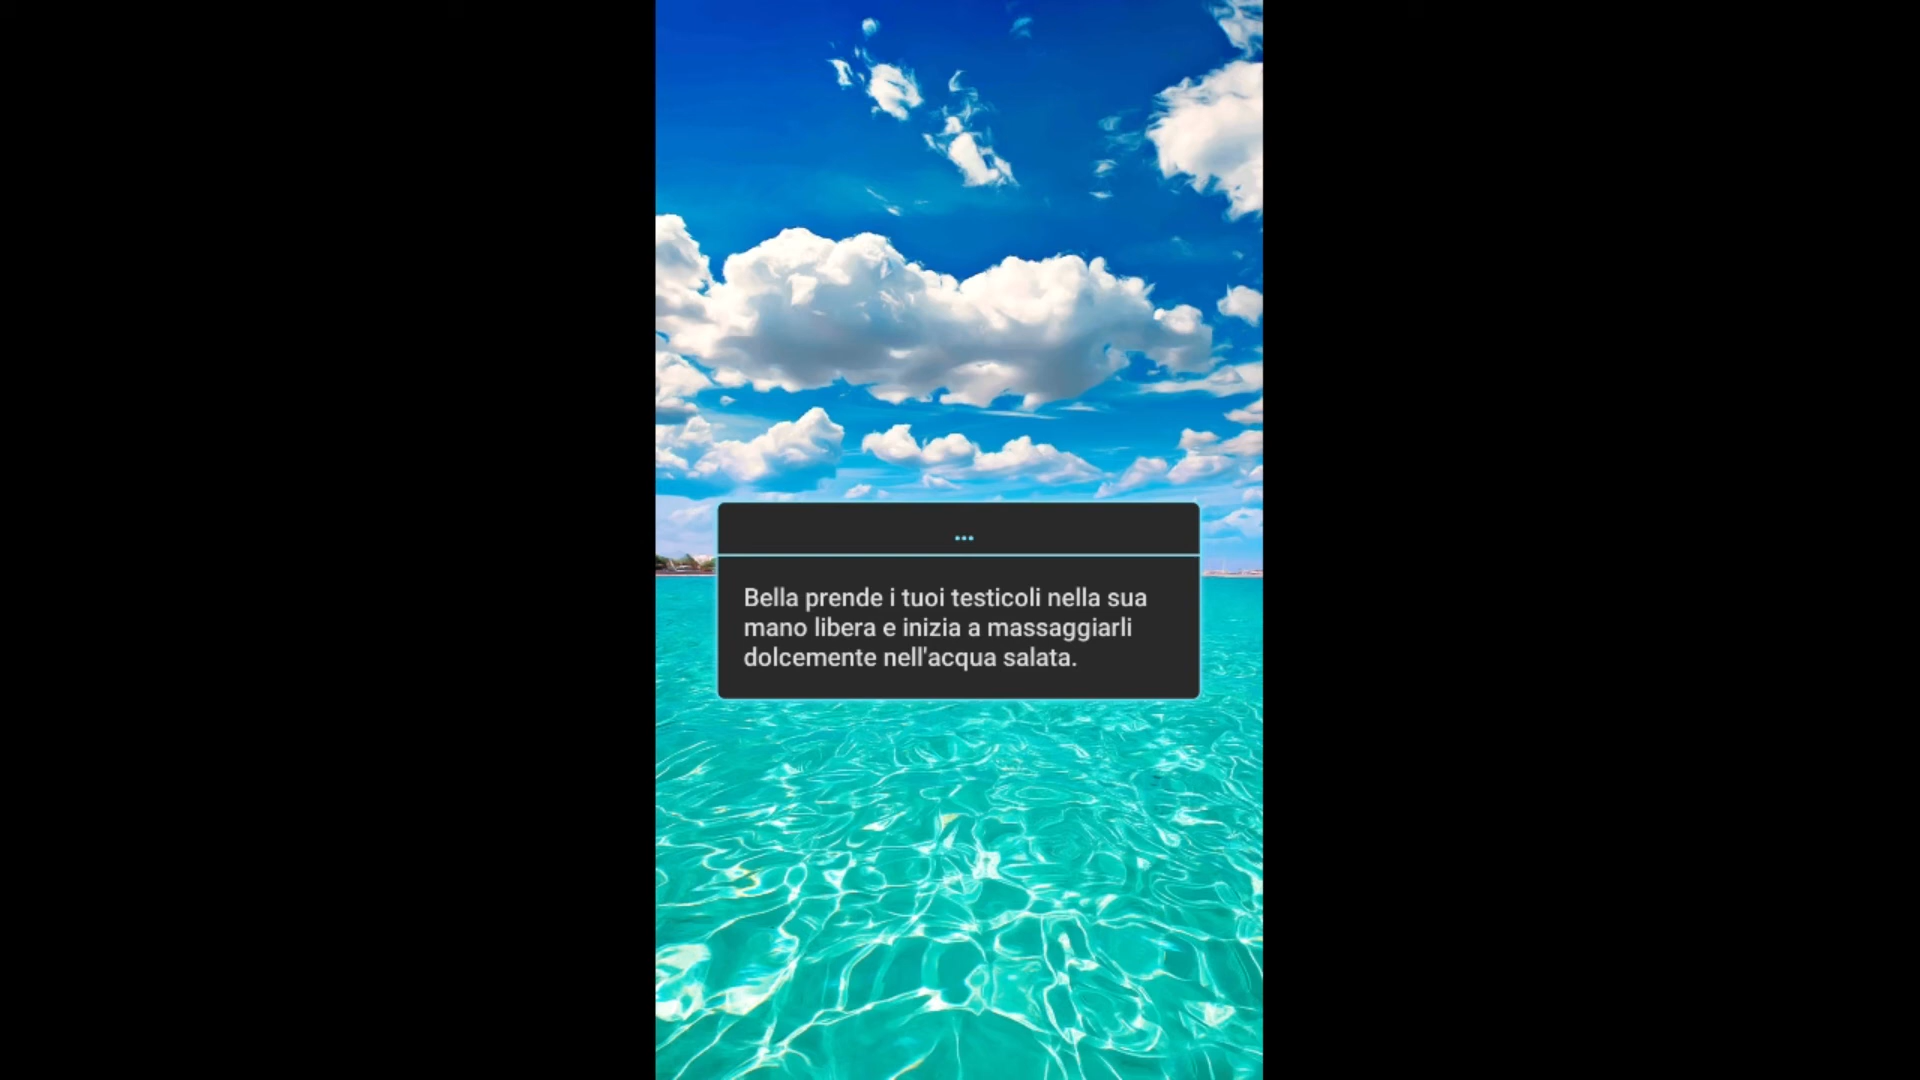 ...
Bella prende i tuoi testicoli nella sua
mano libera e inizia a massaggiarli
dolcemente nell'acqua salata.